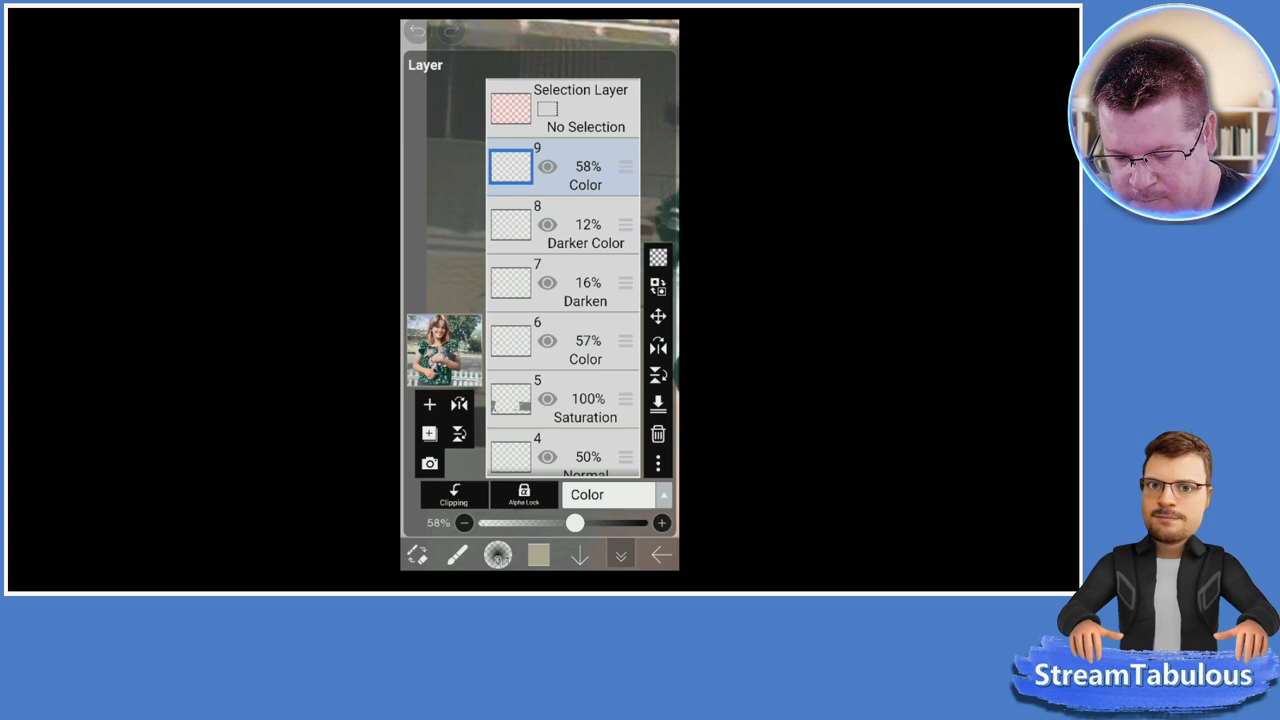 Layer
Selection Layer
No Selection
9
58%
Color
8
12%
Darker Color
7
16%
Darken
6
57%
Color
5
100%
Saturation
4
50%
Normal
Clipping
Alpha Lock
Color
58%
StreamTabulous